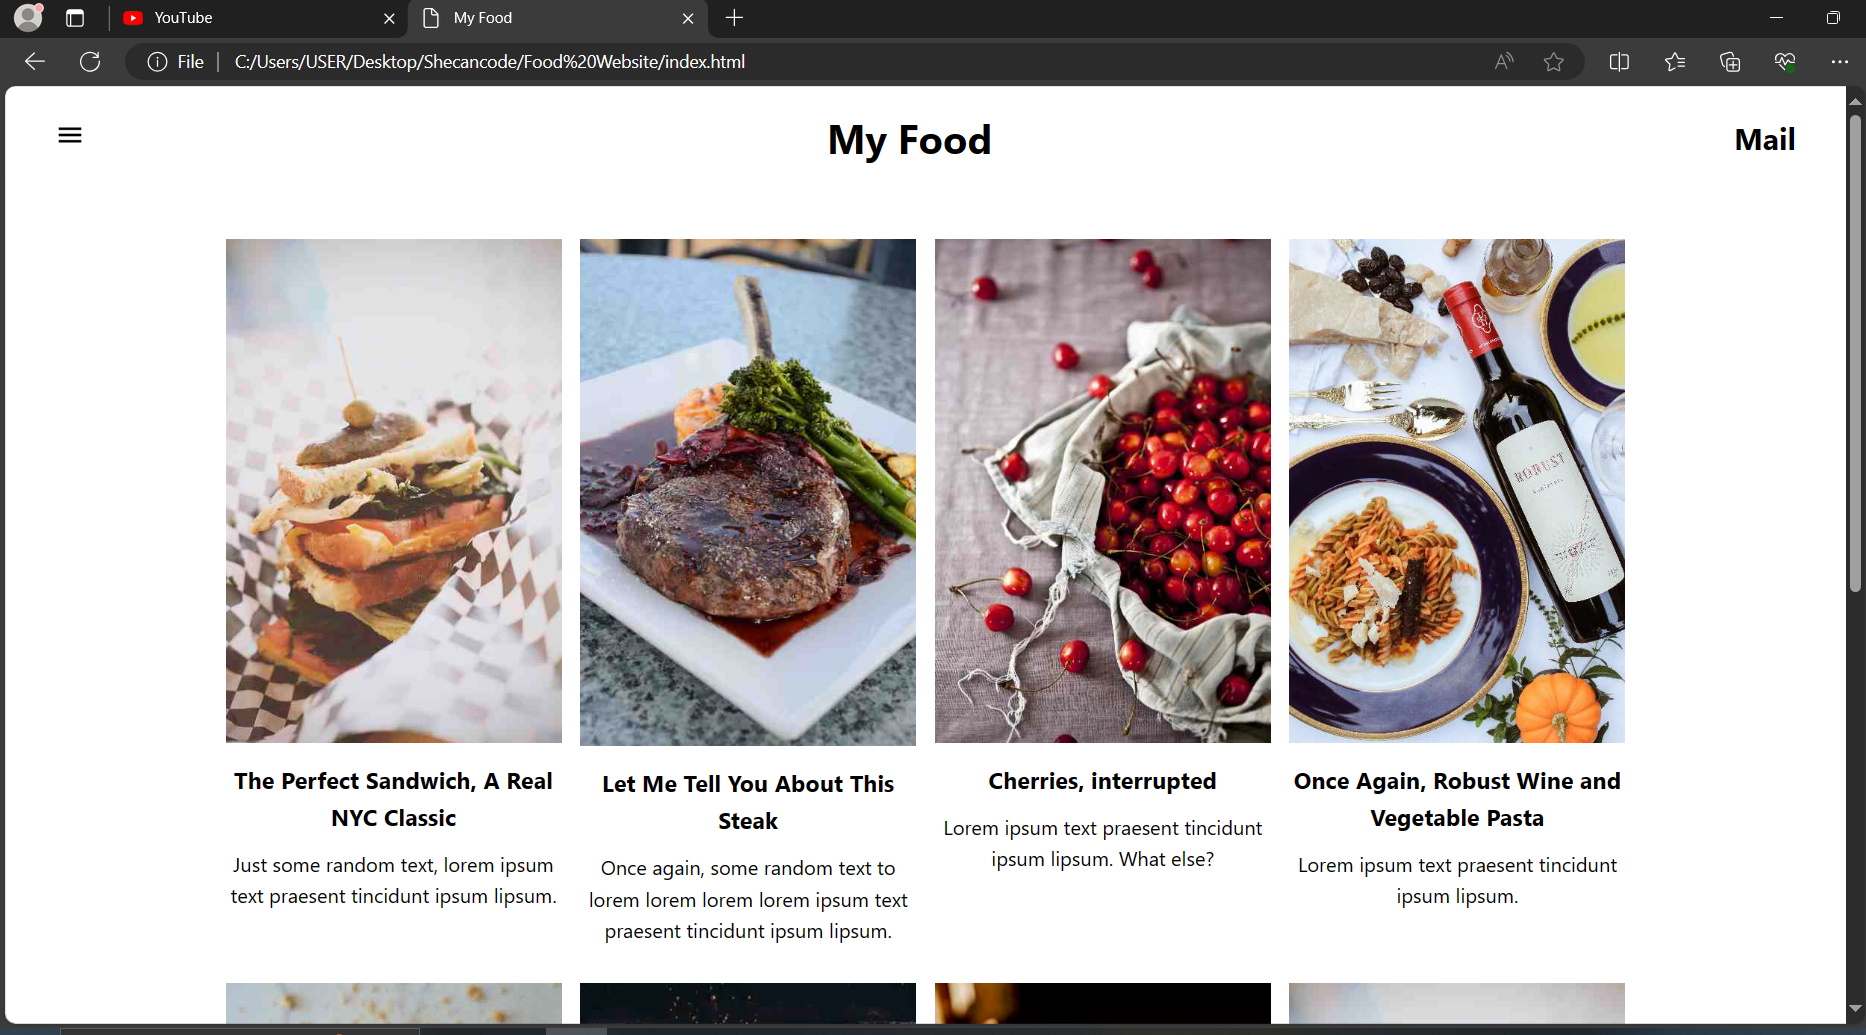 YouTube
My Food
File
C:/Users/USER/Desktop/Shecancode/Food%20Website/index.html
My Food
Mail
ROBUST
The Perfect Sandwich, A Real
NYC Classic
Just some random text, lorem ipsum
text praesent tincidunt ipsum lipsum.
Let Me Tell You About This
Steak
Once again, some random text to
lorem lorem lorem lorem ipsum text
praesent tincidunt ipsum lipsum.
Cherries, interrupted
Lorem ipsum text praesent tincidunt
ipsum lipsum. What else?
Once Again, Robust Wine and
Vegetable Pasta
Lorem ipsum text praesent tincidunt
ipsum lipsum.